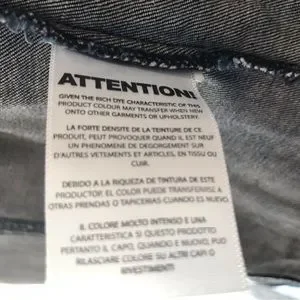 ATTENTION!
GIVEN THE RICH DYE CHARACTERISTIC OF THIS
PRODUCT COLOUR MAY TRANSFER WHEN NEW
ONTO OTHER GARMENTS OR UPHOLSTERY.
LA FORTE DENSITE DE LA TEINTURE DE CE
PRODUIT, PEUT PROVOQUER QUAND IL EST NEUF
UN PHENOMENE DE DEGORGEMENT SUR
D'AUTRES VETEMENTS ET ARTICLES, EN TISSU OU
CUIR.
DEBIDO A LA RIQUEZA DE TINTURA DE ESTE
PRODUCTO, EL COLOR PUEDE TRANSFERIRSE A
OTRAS PRENDAS O TAPICERIAS CUANDO ES NUEVO.
IL COLORE MOLTO INTENSO E UNA
CARATTERISTICA SI QUESTO PRODOTTO
PERTANTO IL CAPO, QUANDO E NUOVO, PUO
RILASCIARE COLORE SU ALTRI CAPI O
RIVESTIMENTI